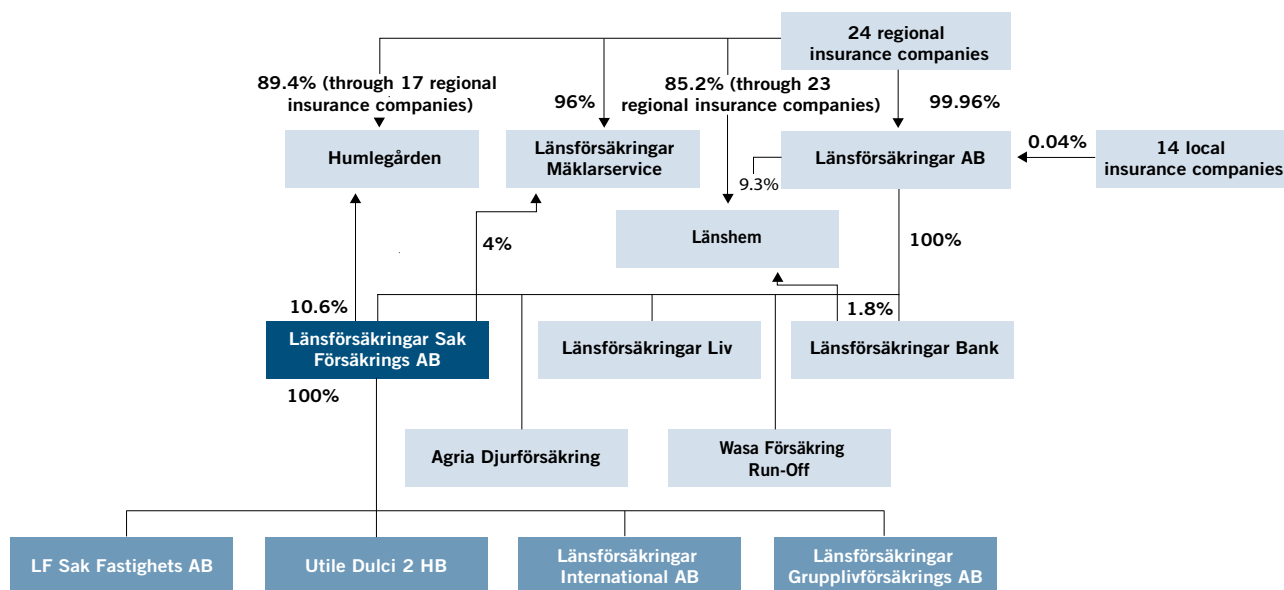 24 regional
insurance companies
89.4% (through 17 regional
insurance companies)
96%
85.2% (through 23
regional insurance companies)
99.96%
Humlegården
Länsförsäkringar
Mäklarservice
Länsförsäkringar AB
0.04%
14 local
insurance companies
9.3%
Länshem
4%
100%
10.6%
1.8%
Länsförsäkringar Sak
Försäkrings AB
Länsförsäkringar Liv
Länsförsäkringar Bank
100%
Agria Djurförsäkring
Wasa Försäkring
Run-Off
LF Sak Fastighets AB
Utile Dulci 2 HB
Länsförsäkringar
International AB
Länsförsäkringar
Grupplivförsäkrings AB